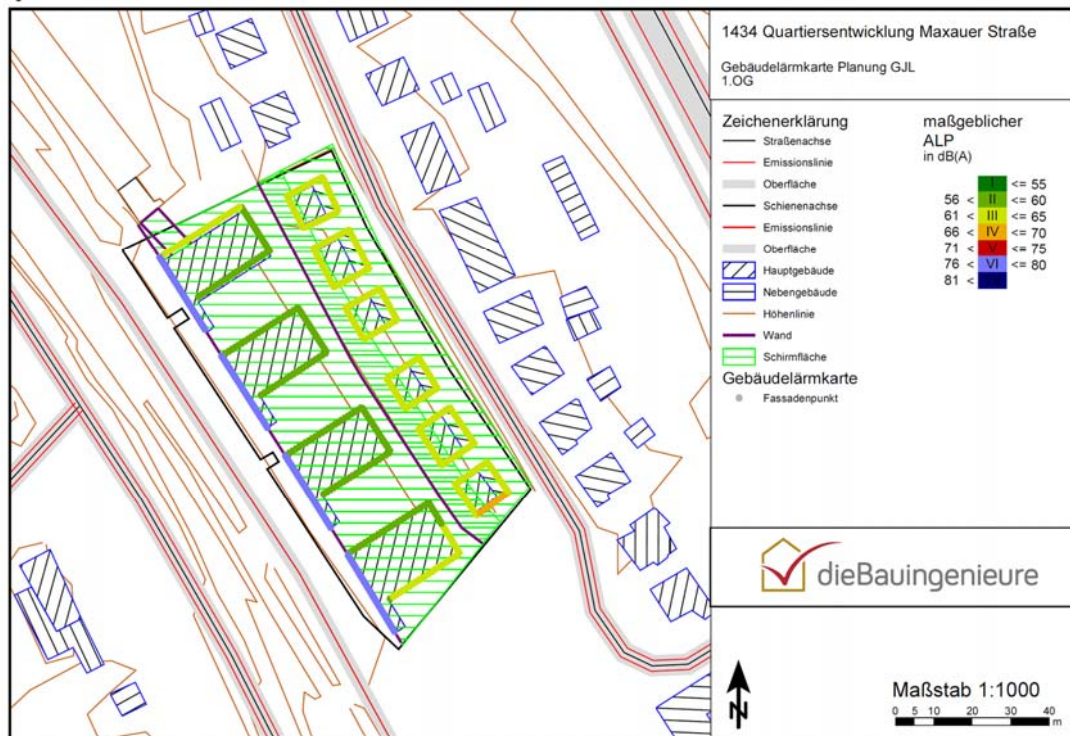 1434 Quartiersentwicklung Maxauer Straße
Gebäudelärmkarte Planung GJL
1.OG
Zeichenerklärung
Straßenachse
Emissionslinie
Oberfläche
Schienenachse
Emissionslinie
Oberfläche
Hauptgebäude
Nebengebäude
Höhenlinie
Wand
Schirmfläche
Gebäudelärmkarte
Fassadenpunkt
maßgeblicher
ALP
in dB(A)
I <= 55
56 < II <= 60
61 < III <= 65
66 < IV <= 70
71 < V <= 75
76 < VI <= 80
81 <
dieBauingenieure
N
Maßstab 1:1000
0 5 10 20 30 40
m